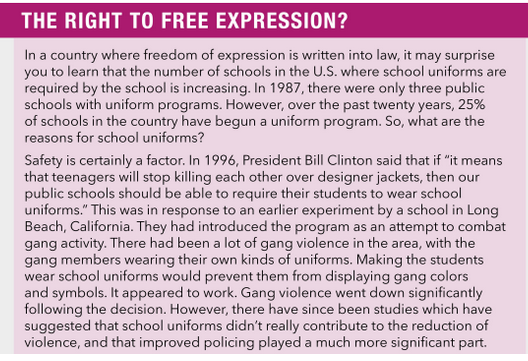 THE RIGHT TO FREE EXPRESSION?
In a country where freedom of expression is written into law, it may surprise
you to learn that the number of schools in the U.S. where school uniforms are
required by the school is increasing. In 1987, there were only three public
schools with uniform programs. However, over the past twenty years, 25%
of schools in the country have begun a uniform program. So, what are the
reasons for school uniforms?
Safety is certainly a factor. In 1996, President Bill Clinton said that if “it means
that teenagers will stop killing each other over designer jackets, then our
public schools should be able to require their students to wear school
uniforms.” This was in response to an earlier experiment by a school in Long
Beach, California. They had introduced the program as an attempt to combat
gang activity. There had been a lot of gang violence in the area, with the
gang members wearing their own kinds of uniforms. Making the students
wear school uniforms would prevent them from displaying gang colors
and symbols. It appeared to work. Gang violence went down significantly
following the decision. However, there have since been studies which have
suggested that school uniforms didn’t really contribute to the reduction of
violence, and that improved policing played a much more significant part.